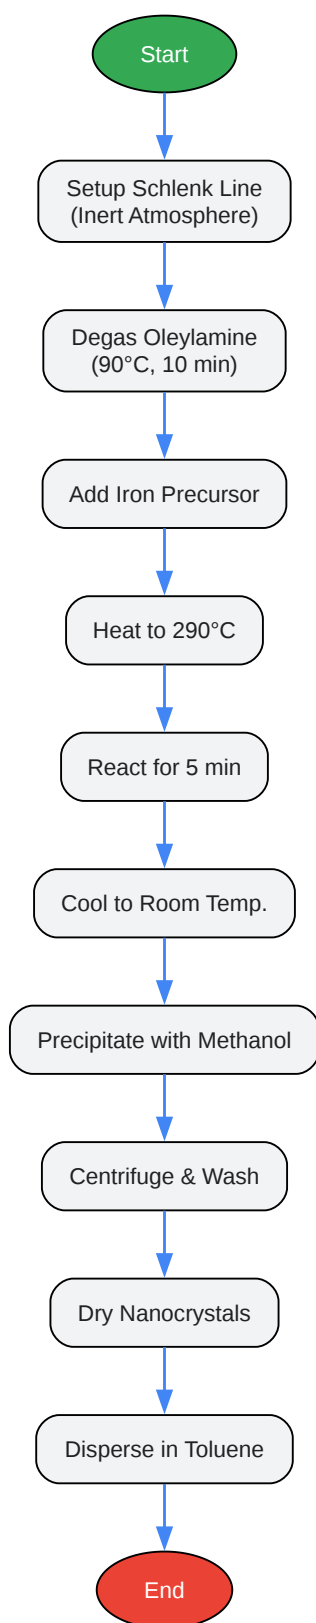 Start
Setup Schlenk Line
(Inert Atmosphere)
Degas Oleylamine
(90°C, 10 min)
Add Iron Precursor
Heat to 290°C
React for 5 min
Cool to Room Temp.
Precipitate with Methanol
Centrifuge & Wash
Dry Nanocrystals
Disperse in Toluene
End